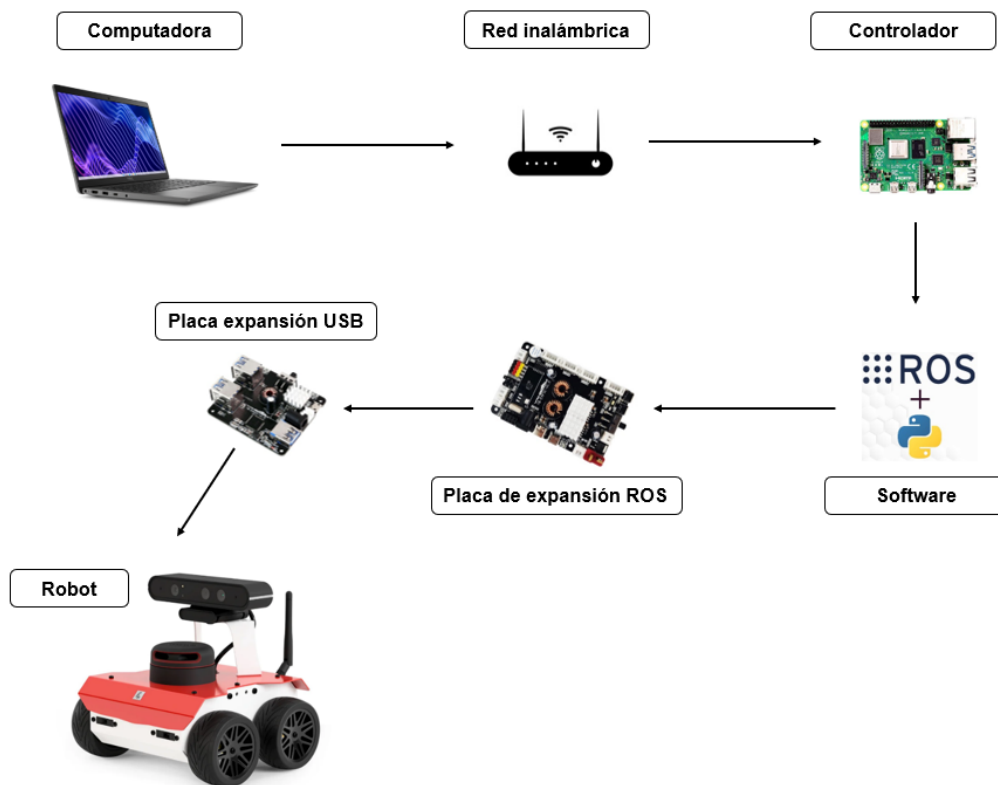 Computadora
Red inalámbrica
Controlador
Placa expansión USB
ROS
+
Placa de expansión ROS
Software
Robot